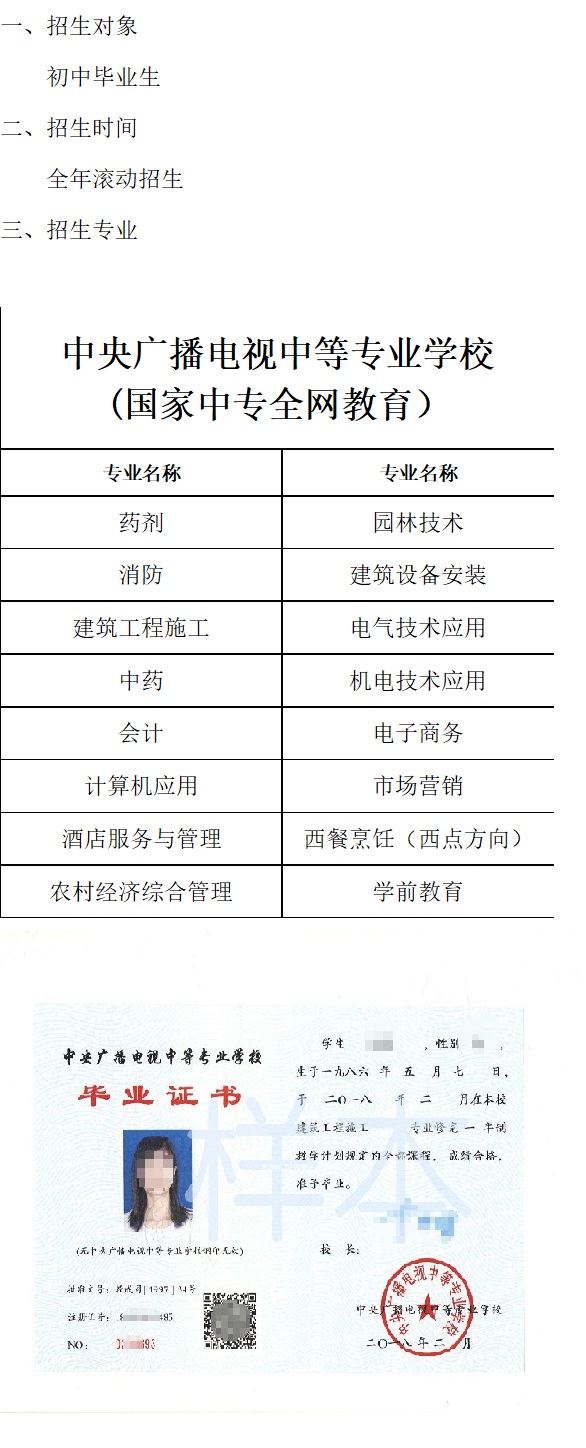 一、招生对象
初中毕业生
二、招生时间
全年滚动招生
三、招生专业
中央广播电视中等专业学校
(国家中专全网教育）
专业名称 专业名称
药剂 园林技术
消防 建筑设备安装
建筑工程施工 电气技术应用
中药 机电技术应用
会计 电子商务
计算机应用 市场营销
酒店服务与管理 西餐烹饪（西点方向）
农村经济综合管理 学前教育
中央广播电视中等专业学校
毕业证书
(无中央广播电视中等专业学校钢印无效)
批准文号：
注册证号：
NO：
学生 ，性别 ，
生于一九八六 年 五 月 七 日，
于 二〇一八 年 二 月在本校
建筑工程施工 专业修完 一 年制
教学计划规定的全部课程，成绩合格，
准予毕业。
样本
校 长：
中央广播电视中等专业学校
中央广播电视中等专业学校
二〇一八 年 二 月